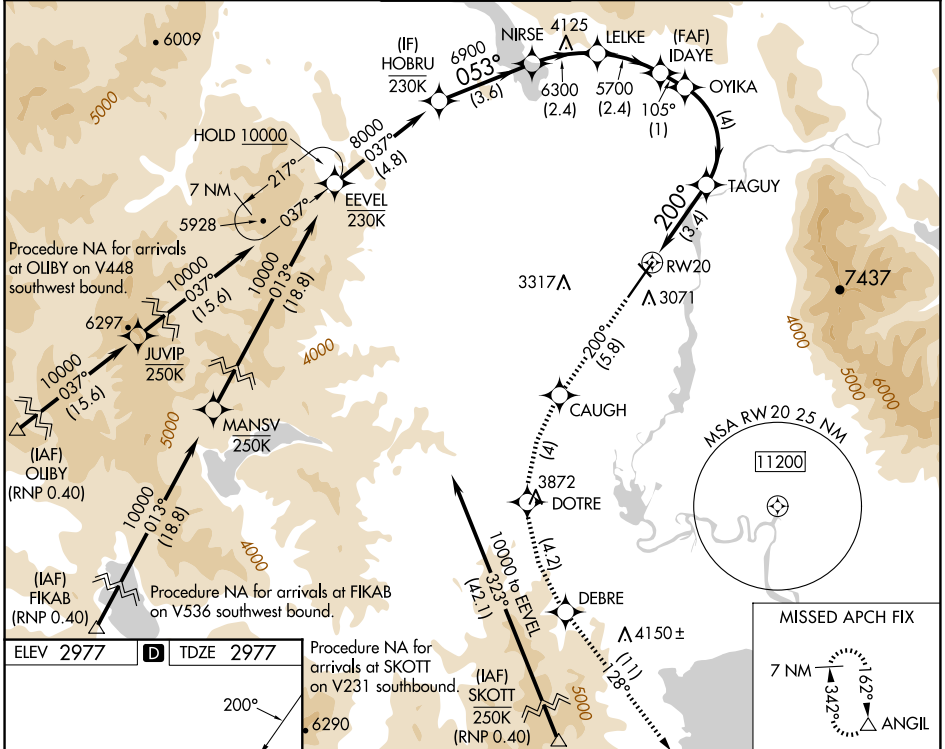 6009
5000
(IF)
HOBRU
230K
6900
053°
(3.6)
NIRSE
4125
6300
(2.4)
LELKE
5700
(2.4)
(FAF)
IDAYE
105°
(1)
OYIKA
(4)
TAGUY
200°
(3.4)
RW20
3071
3317
HOLD 10000
217°
7 NM
037°
5928
8000
037°
(4.8)
EEVEL
230K
Procedure NA for arrivals
at OLIBY on V448
southwest bound.
10000
037°
(15.6)
10000
013°
(18.8)
6297
JUVIP
250K
4000
10000
037°
(15.6)
(IAF)
OLIBY
(RNP 0.40)
5000
MANSV
250K
10000
013°
(18.8)
4000
(IAF)
FIKAB
(RNP 0.40)
Procedure NA for arrivals at FIKAB
on V536 southwest bound.
200°
(5.8)
CAUGH
(4)
3872
DOTRE
(4.2)
DEBRE
4150±
(11)
128°
10000 to EEVEL
323°
(42.1)
(IAF)
SKOTT
250K
(RNP 0.40)
5000
Procedure NA for
arrivals at SKOTT
on V231 southbound.
6290
7437
4000
5000
6000
MSA RW20 25 NM
11200
MISSED APCH FIX
7 NM
162°
342°
ANGIL
ELEV 2977
D
TDZE 2977
200°